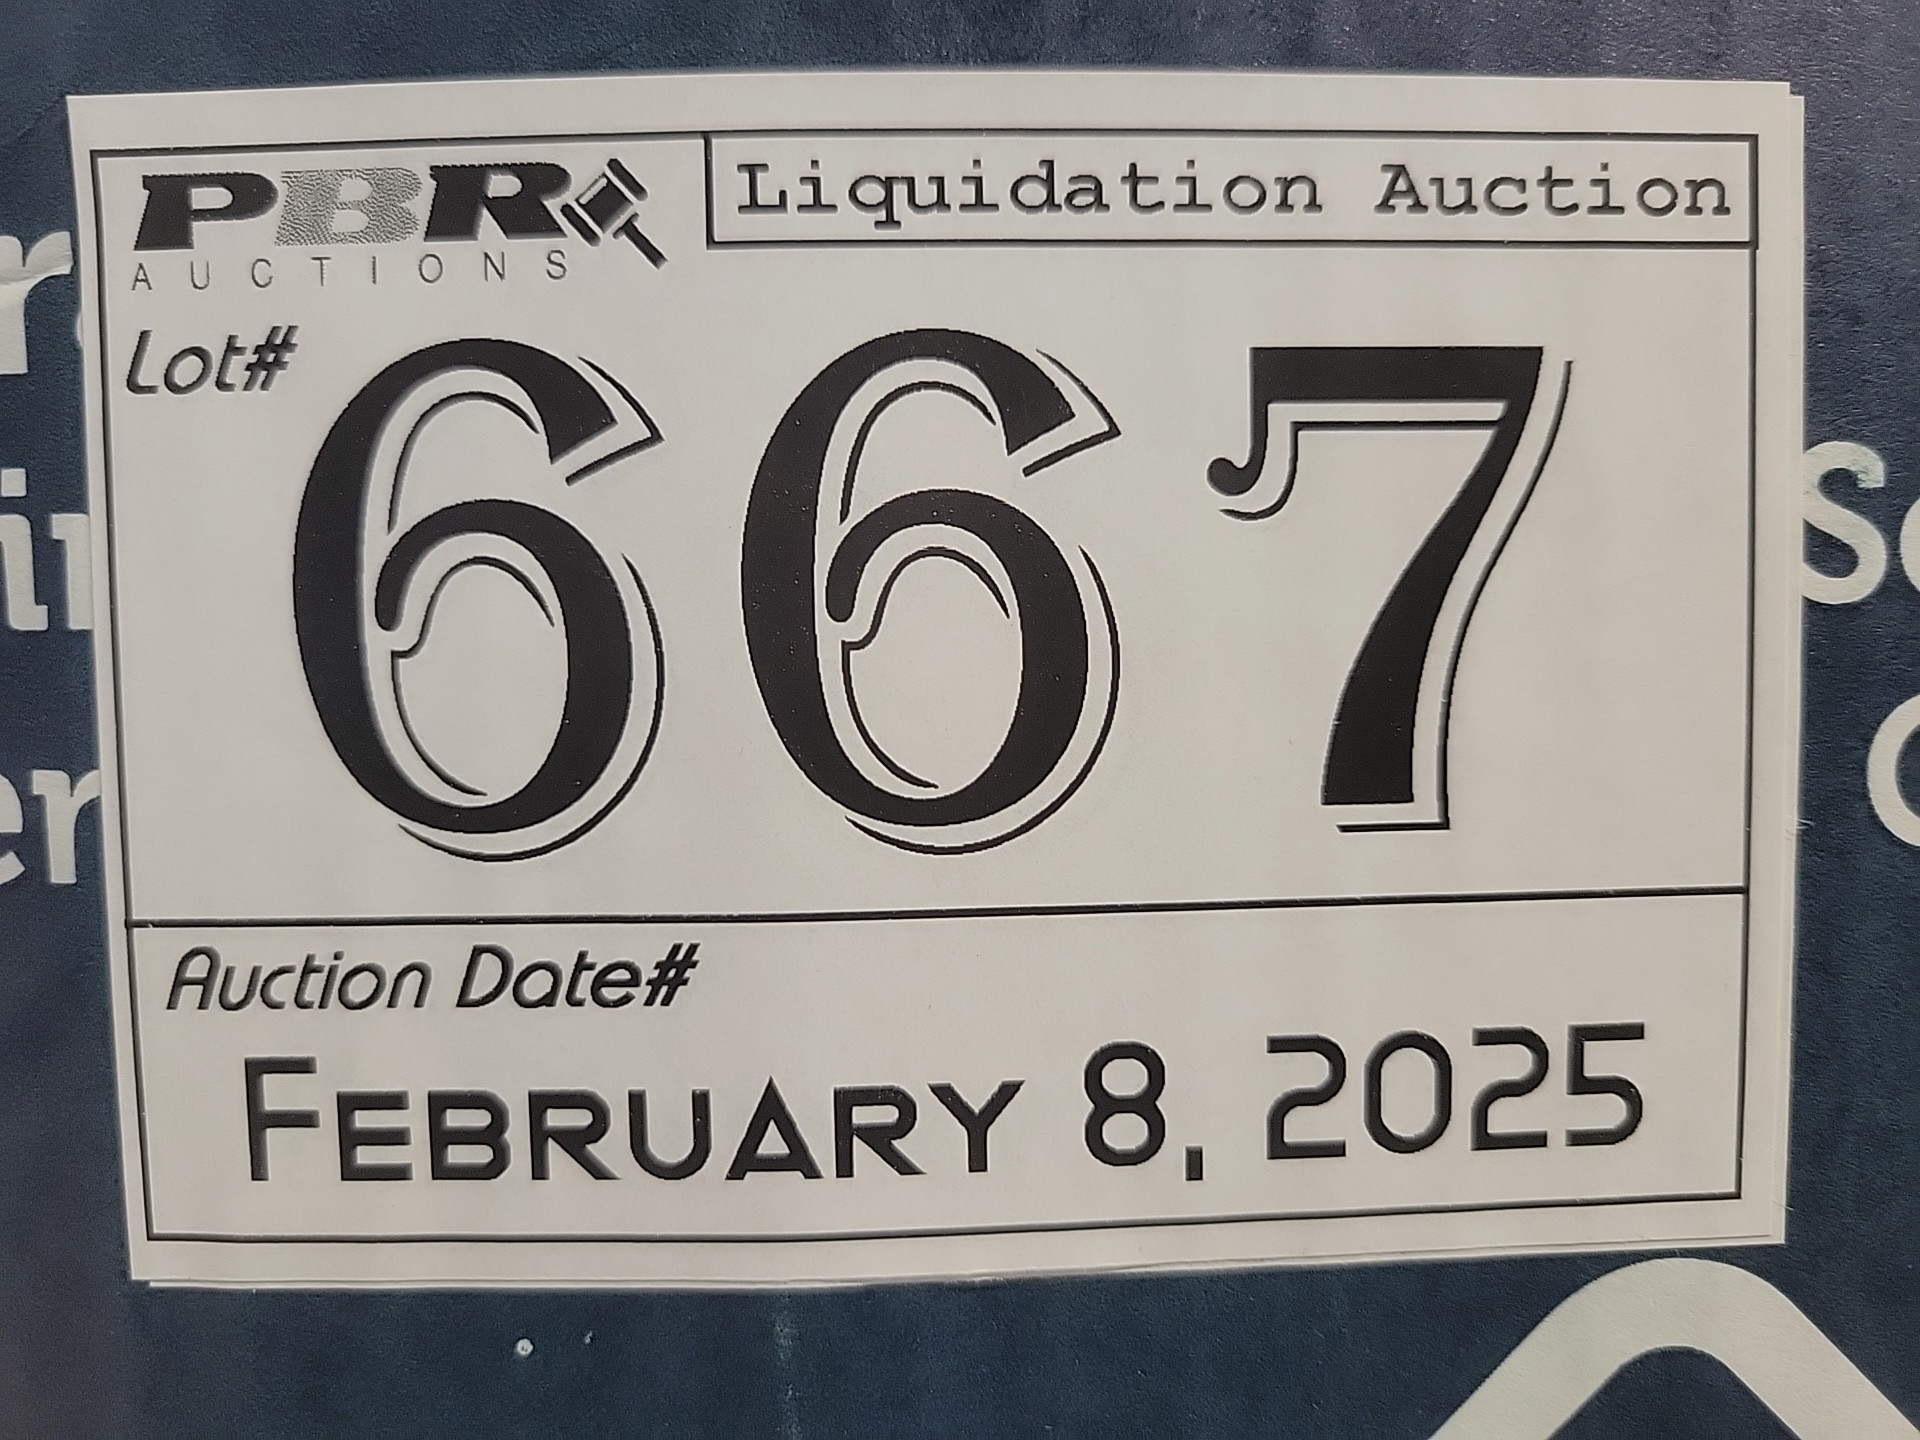 PBR
AUCTIONS
Liquidation Auction
Lot#
667
Auction Date#
FEBRUARY 8, 2025